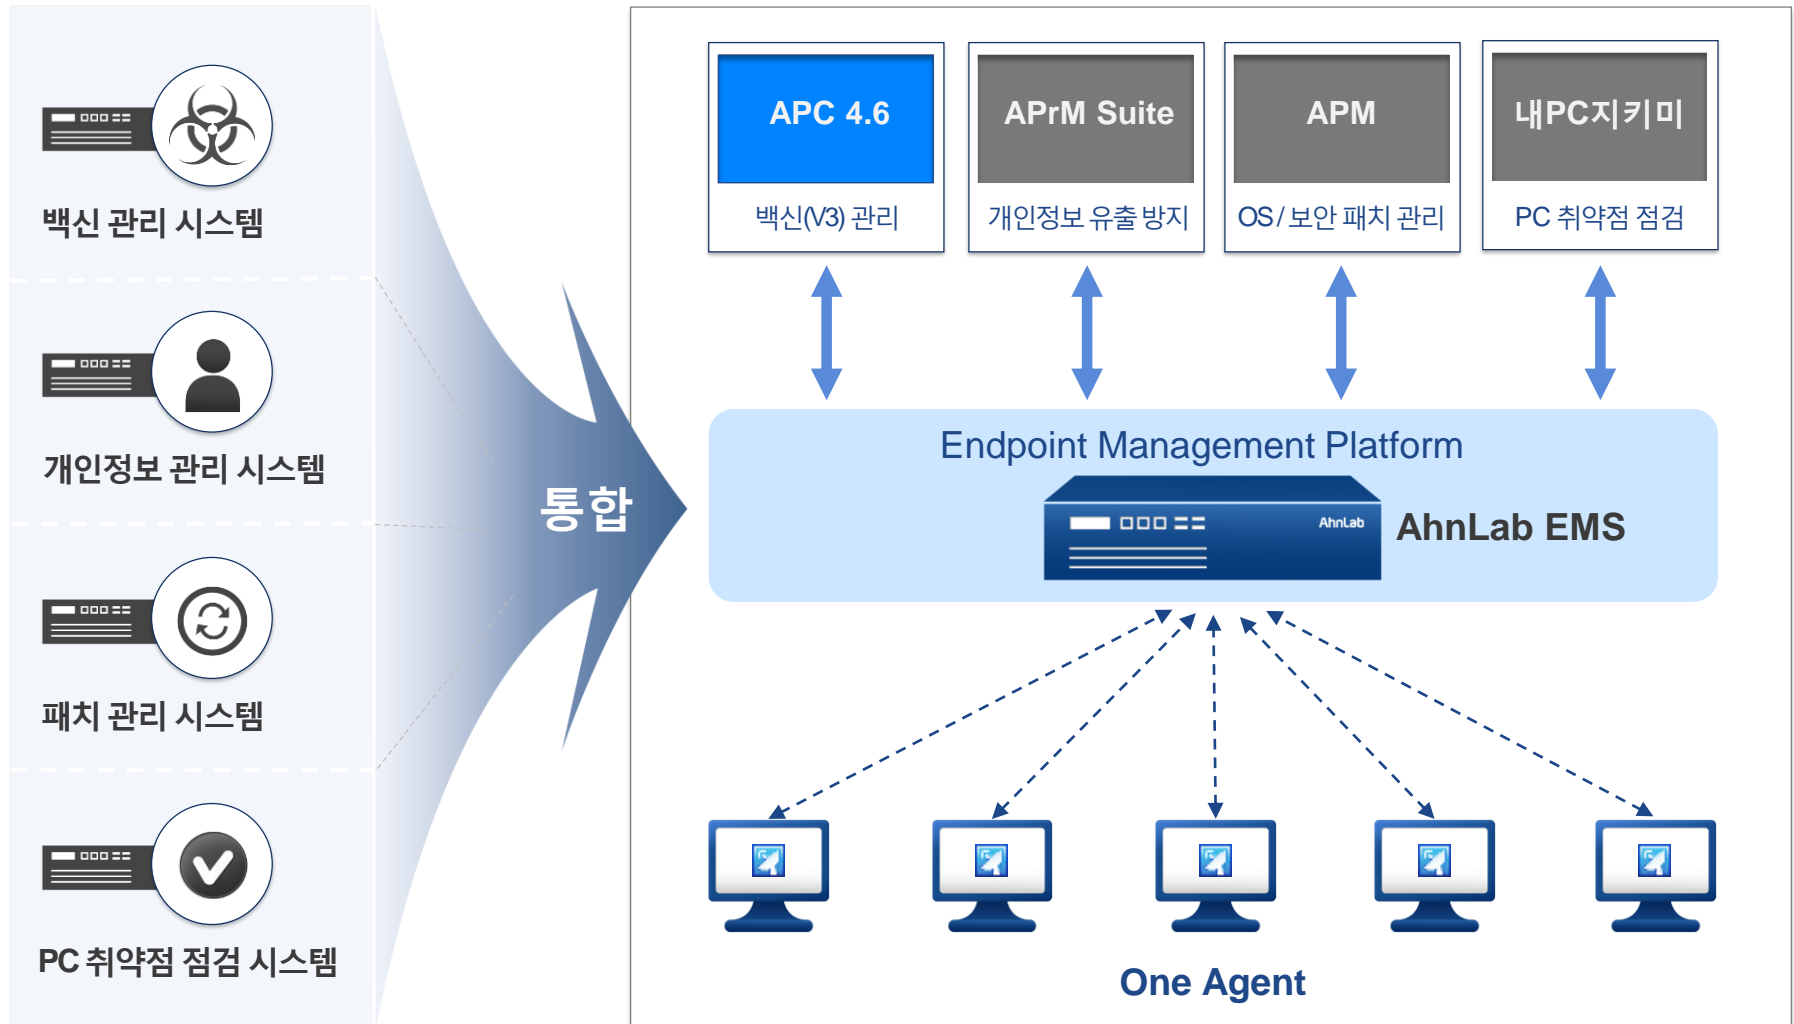 백신 관리 시스템
개인정보 관리 시스템
패치 관리 시스템
PC 취약점 점검 시스템
통합
APC 4.6
백신(V3) 관리
APrM Suite
개인정보 유출 방지
APM
OS / 보안 패치 관리
내PC지키미
PC 취약점 점검
Endpoint Management Platform
AhnLab
AhnLab EMS
One Agent